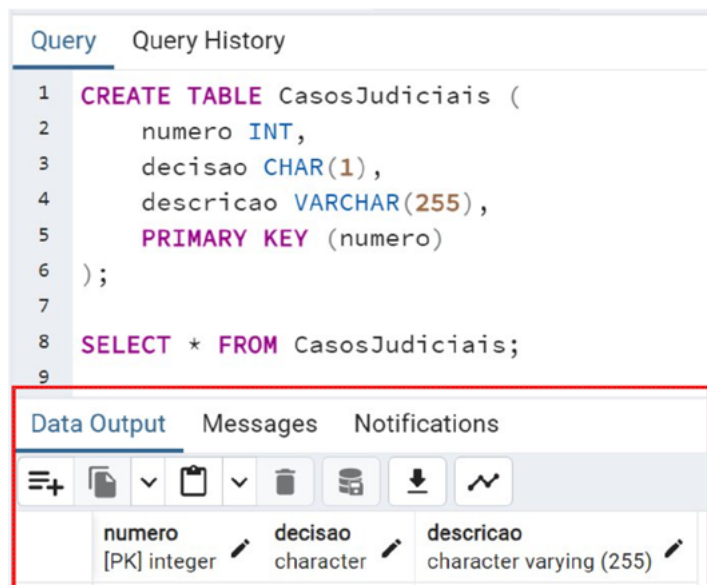 Query Query History
1 CREATE TABLE CasosJudiciais (
2 numero INT,
3 decisao CHAR(1),
4 descricao VARCHAR(255),
5 PRIMARY KEY (numero)
6 );
7
8 SELECT * FROM CasosJudiciais;
9
Data Output Messages Notifications
numero decisao descricao
[PK] integer character character varying (255)